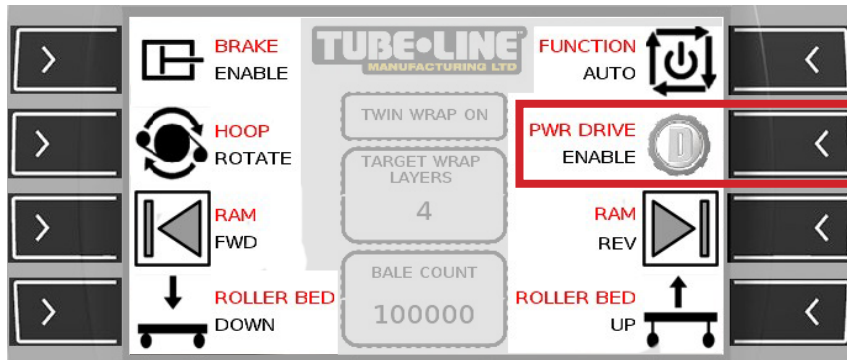 BRAKE
ENABLE
HOOP
ROTATE
RAM
FWD
ROLLER BED
DOWN
TUBE•LINE
MANUFACTURING LTD
TWIN WRAP ON
TARGET WRAP
LAYERS
4
BALE COUNT
100000
FUNCTION
AUTO
PWR DRIVE
ENABLE
D
RAM
REV
ROLLER BED
UP